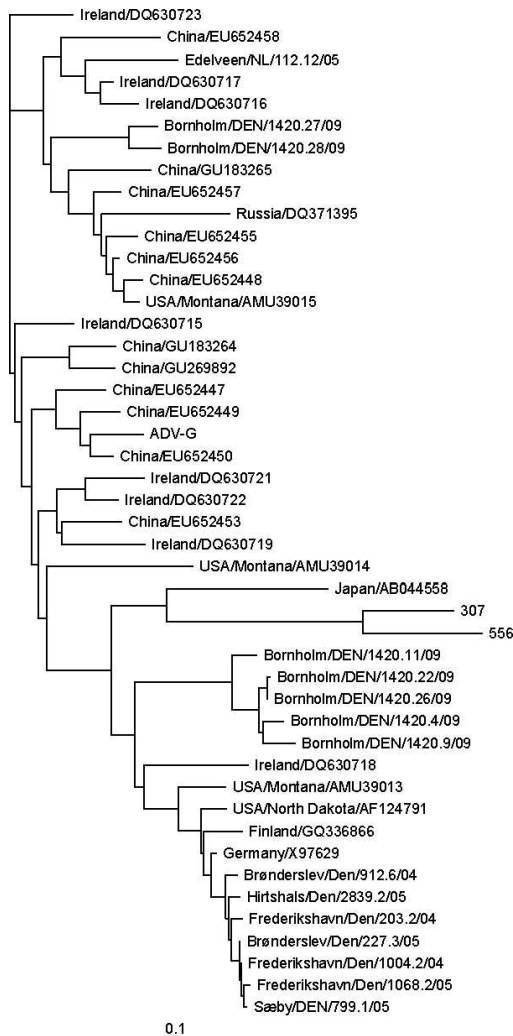 Ireland/DQ630723
China/EU652458
Edelveen/NL/112.12/05
Ireland/DQ630717
Ireland/DQ630716
Bornholm/DEN/1420.27/09
Bornholm/DEN/1420.28/09
China/GU183265
China/EU652457
Russia/DQ371395
China/EU652455
China/EU652456
China/EU652448
USA/Montana/AMU39015
Ireland/DQ630715
China/GU183264
China/GU269892
China/EU652447
China/EU652449
ADV-G
China/EU652450
Ireland/DQ630721
Ireland/DQ630722
China/EU652453
Ireland/DQ630719
USA/Montana/AMU39014
Japan/AB044558
307
556
Bornholm/DEN/1420.11/09
Bornholm/DEN/1420.22/09
Bornholm/DEN/1420.26/09
Bornholm/DEN/1420.4/09
Bornholm/DEN/1420.9/09
Ireland/DQ630718
USA/Montana/AMU39013
USA/North Dakota/AF124791
Finland/GQ336866
Germany/X97629
Brønderslev/Den/912.6/04
Hirtshals/Den/2839.2/05
Frederikshavn/Den/203.2/04
Brønderslev/Den/227.3/05
Frederikshavn/Den/1004.2/04
Frederikshavn/Den/1068.2/05
Sæby/DEN/799.1/05
0.1